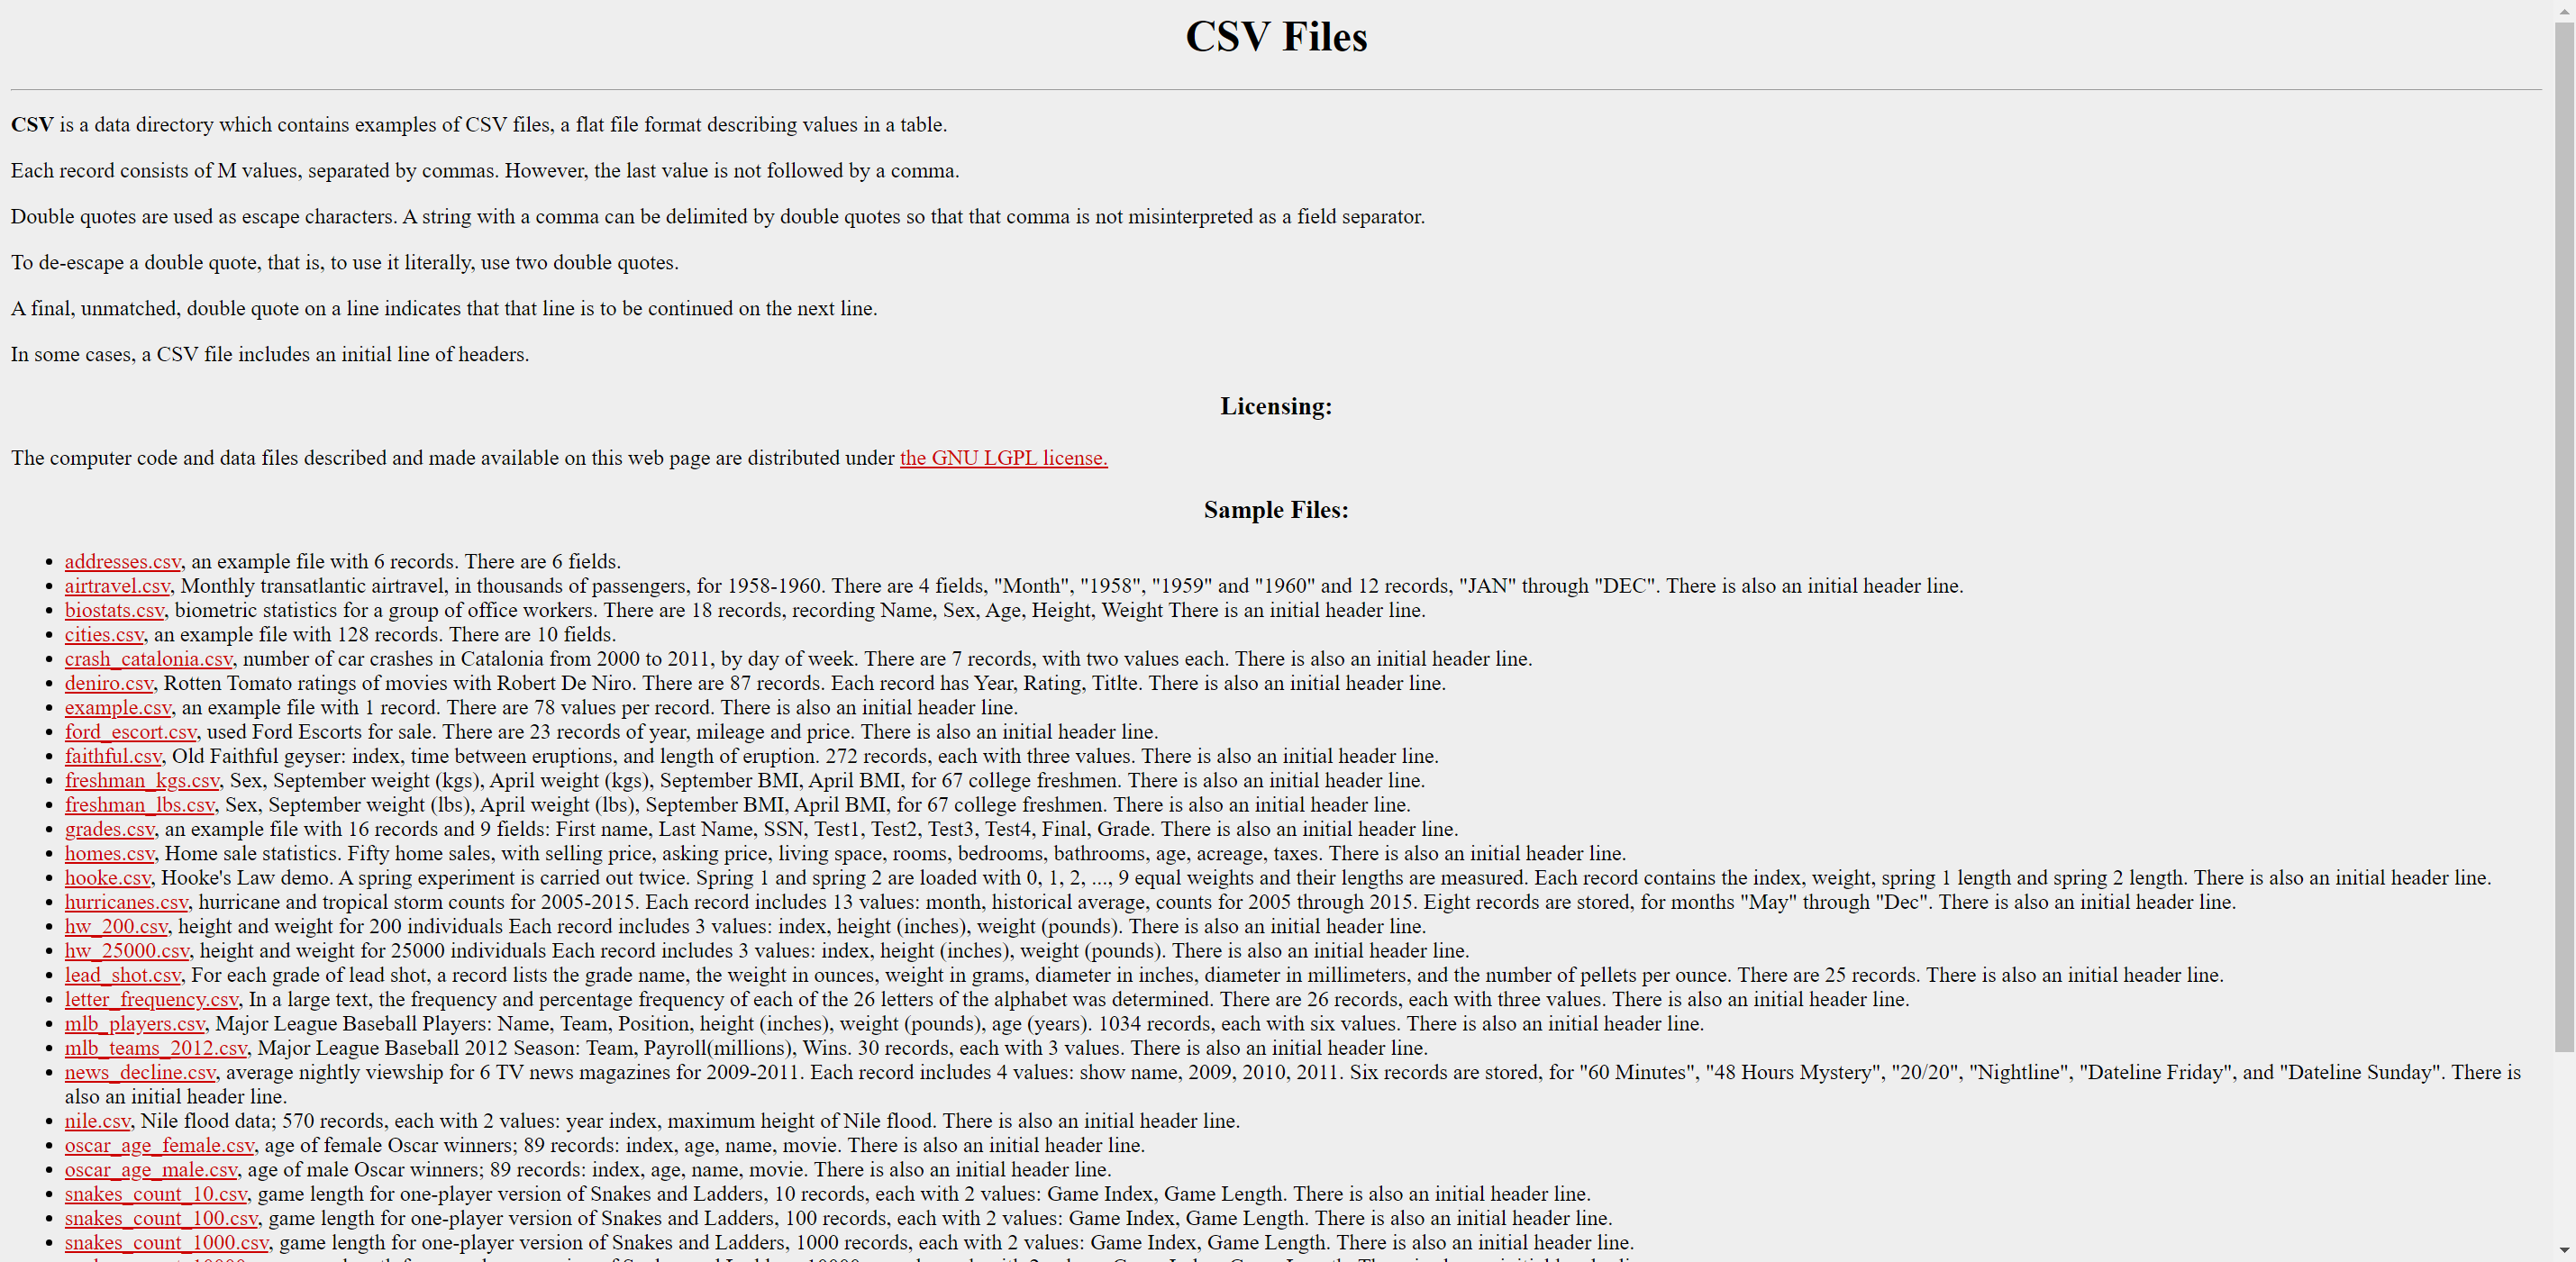 CSV Files
CSV is a data directory which contains examples of CSV files, a flat file format describing values in a table.
Each record consists of M values, separated by commas. However, the last value is not followed by a comma.
Double quotes are used as escape characters. A string with a comma can be delimited by double quotes so that that comma is not misinterpreted as a field separator.
To de-escape a double quote, that is, to use it literally, use two double quotes.
A final, unmatched, double quote on a line indicates that that line is to be continued on the next line.
In some cases, a CSV file includes an initial line of headers.
Licensing:
The computer code and data files described and made available on this web page are distributed under the GNU LGPL license.
Sample Files:
• addresses.csv, an example file with 6 records. There are 6 fields.
• airtravel.csv, Monthly transatlantic airtravel, in thousands of passengers, for 1958-1960. There are 4 fields, "Month", "1958", "1959" and "1960" and 12 records, "JAN" through "DEC". There is also an initial header line.
• biostats.csv, biometric statistics for a group of office workers. There are 18 records, recording Name, Sex, Age, Height, Weight There is an initial header line.
• cities.csv, an example file with 128 records. There are 10 fields.
• crash_catalonia.csv, number of car crashes in Catalonia from 2000 to 2011, by day of week. There are 7 records, with two values each. There is also an initial header line.
• deniro.csv, Rotten Tomato ratings of movies with Robert De Niro. There are 87 records. Each record has Year, Rating, Titlte. There is also an initial header line.
• example.csv, an example file with 1 record. There are 78 values per record. There is also an initial header line.
• ford_escort.csv, used Ford Escorts for sale. There are 23 records of year, mileage and price. There is also an initial header line.
• faithful.csv, Old Faithful geyser: index, time between eruptions, and length of eruption. 272 records, each with three values. There is also an initial header line.
• freshman_kgs.csv, Sex, September weight (kgs), April weight (kgs), September BMI, April BMI, for 67 college freshmen. There is also an initial header line.
• freshman_lbs.csv, Sex, September weight (lbs), April weight (lbs), September BMI, April BMI, for 67 college freshmen. There is also an initial header line.
• grades.csv, an example file with 16 records and 9 fields: First name, Last Name, SSN, Test1, Test2, Test3, Test4, Final, Grade. There is also an initial header line.
• homes.csv, Home sale statistics. Fifty home sales, with selling price, asking price, living space, rooms, bedrooms, bathrooms, age, acreage, taxes. There is also an initial header line.
• hooke.csv, Hooke's Law demo. A spring experiment is carried out twice. Spring 1 and spring 2 are loaded with 0, 1, 2, ..., 9 equal weights and their lengths are measured. Each record contains the index, weight, spring 1 length and spring 2 length. There is also an initial header line.
• hurricanes.csv, hurricane and tropical storm counts for 2005-2015. Each record includes 13 values: month, historical average, counts for 2005 through 2015. Eight records are stored, for months "May" through "Dec". There is also an initial header line.
• hw_200.csv, height and weight for 200 individuals Each record includes 3 values: index, height (inches), weight (pounds). There is also an initial header line.
• hw_25000.csv, height and weight for 25000 individuals Each record includes 3 values: index, height (inches), weight (pounds). There is also an initial header line.
• lead_shot.csv, For each grade of lead shot, a record lists the grade name, the weight in ounces, weight in grams, diameter in inches, diameter in millimeters, and the number of pellets per ounce. There are 25 records. There is also an initial header line.
• letter_frequency.csv, In a large text, the frequency and percentage frequency of each of the 26 letters of the alphabet was determined. There are 26 records, each with three values. There is also an initial header line.
• mlb_players.csv, Major League Baseball Players: Name, Team, Position, height (inches), weight (pounds), age (years). 1034 records, each with six values. There is also an initial header line.
• mlb_teams_2012.csv, Major League Baseball 2012 Season: Team, Payroll(millions), Wins. 30 records, each with 3 values. There is also an initial header line.
• news_decline.csv, average nightly viewship for 6 TV news magazines for 2009-2011. Each record includes 4 values: show name, 2009, 2010, 2011. Six records are stored, for "60 Minutes", "48 Hours Mystery", "20/20", "Nightline", "Dateline Friday", and "Dateline Sunday". There is
also an initial header line.
• nile.csv, Nile flood data; 570 records, each with 2 values: year index, maximum height of Nile flood. There is also an initial header line.
• oscar_age_female.csv, age of female Oscar winners; 89 records: index, age, name, movie. There is also an initial header line.
• oscar_age_male.csv, age of male Oscar winners; 89 records: index, age, name, movie. There is also an initial header line.
• snakes_count_10.csv, game length for one-player version of Snakes and Ladders, 10 records, each with 2 values: Game Index, Game Length. There is also an initial header line.
• snakes_count_100.csv, game length for one-player version of Snakes and Ladders, 100 records, each with 2 values: Game Index, Game Length. There is also an initial header line.
• snakes_count_1000.csv, game length for one-player version of Snakes and Ladders, 1000 records, each with 2 values: Game Index, Game Length. There is also an initial header line.